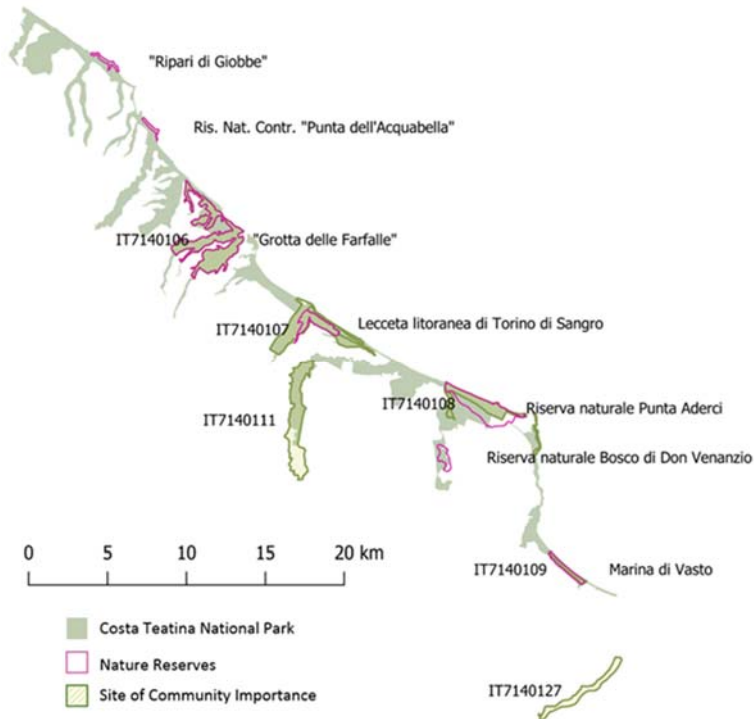 "Ripari di Giobbe"
Ris. Nat. Contr. "Punta dell'Acquabella"
IT7140106
"Grotta delle Farfalle"
IT7140107
Lecceta litoranea di Torino di Sangro
IT7140108
Riserva naturale Punta Aderci
IT7140111
Riserva naturale Bosco di Don Venanzio
0 5 10 15 20 km
IT7140109
Marina di Vasto
Costa Teatina National Park
Nature Reserves
IT7140127
Site of Community Importance